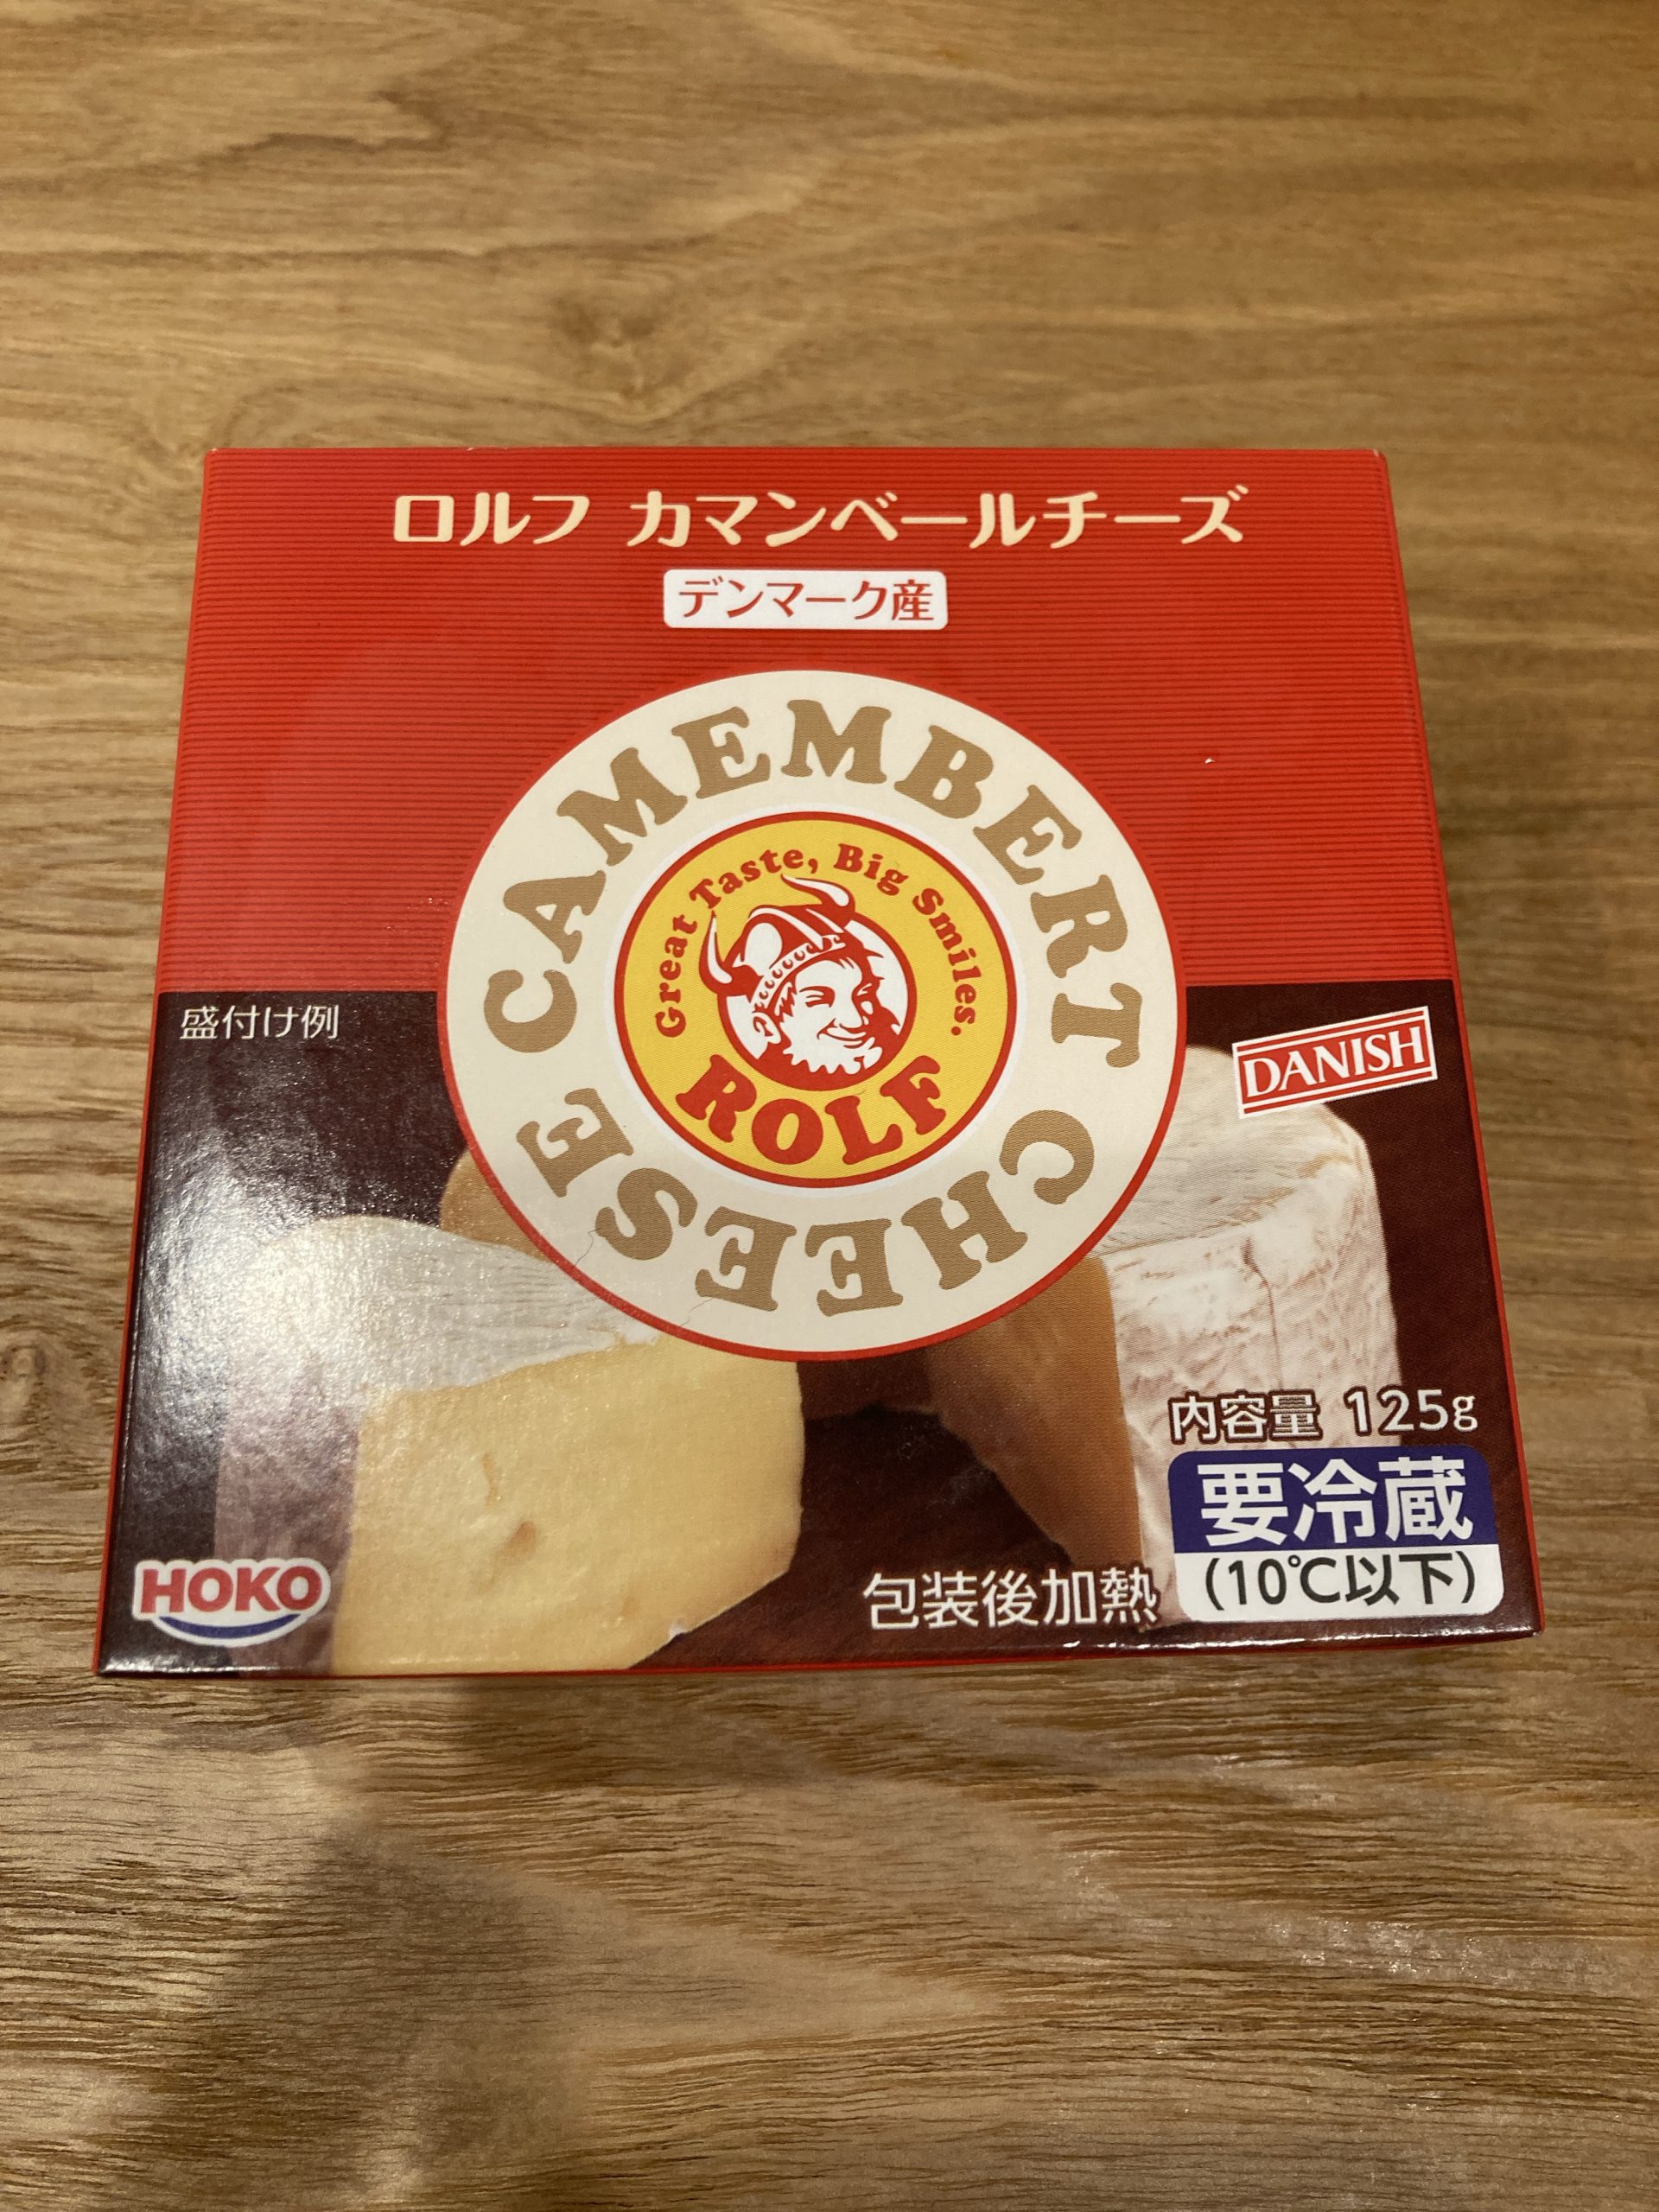 ロルフ カマンベールチーズ
デンマーク産
CAMEMBERT CHEESE
Great Taste, Big Smiles.
ROLF
盛付け例
DANISH
内容量 125g
要冷蔵
(10℃以下)
包装後加熱
HOKO